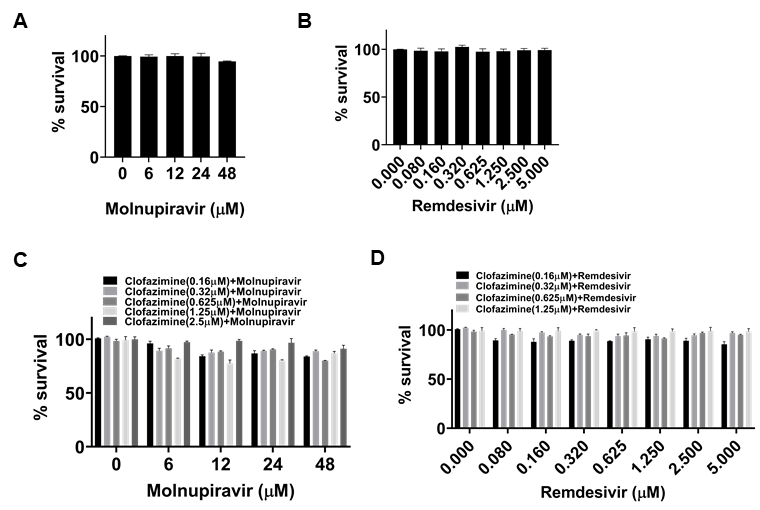 A
% survival
100
50
0
0 6 12 24 48
Molnupiravir (μM)
B
% survival
100
50
0
0.000 0.080 0.160 0.320 0.625 1.250 2.500 5.000
Remdesivir (μM)
C
Clofazimine(0.16μM)+Molnupiravir
Clofazimine(0.32μM)+Molnupiravir
Clofazimine(0.625μM)+Molnupiravir
Clofazimine(1.25μM)+Molnupiravir
Clofazimine(2.5μM)+Molnupiravir
% survival
100
50
0
0 6 12 24 48
Molnupiravir (μM)
D
Clofazimine(0.16μM)+Remdesivir
Clofazimine(0.32μM)+Remdesivir
Clofazimine(0.625μM)+Remdesivir
Clofazimine(1.25μM)+Remdesivir
% survival
100
50
0
0.000 0.080 0.160 0.320 0.625 1.250 2.500 5.000
Remdesivir (μM)